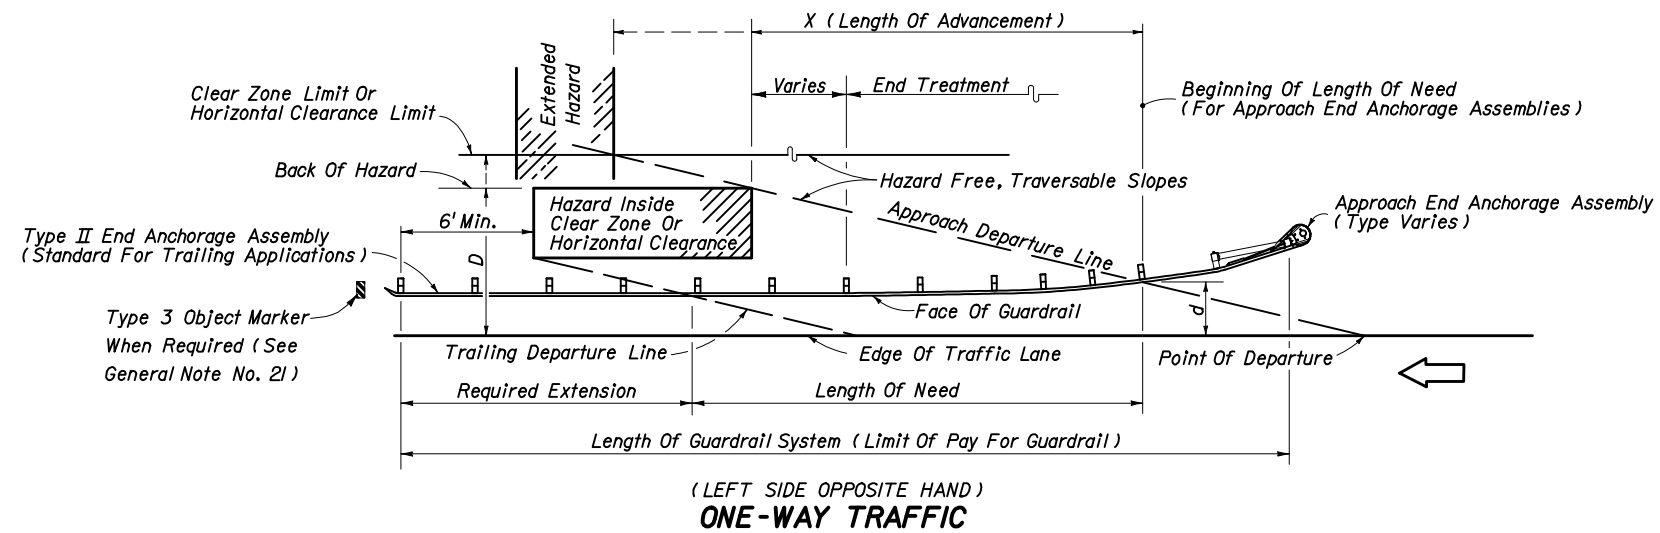 X (Length Of Advancement)
Extended
Hazard
Varies
End Treatment
Clear Zone Limit Or
Horizontal Clearance Limit
Beginning Of Length Of Need
(For Approach End Anchorage Assemblies)
Back Of Hazard
Hazard Free, Traversable Slopes
Hazard Inside
Clear Zone Or
Horizontal Clearance
6' Min.
Approach Departure Line
Approach End Anchorage Assembly
(Type Varies)
Type II End Anchorage Assembly
(Standard For Trailing Applications)
D
d
Face Of Guardrail
Type 3 Object Marker
When Required (See
General Note No. 21)
Trailing Departure Line
Edge Of Traffic Lane
Point Of Departure
Required Extension
Length Of Need
Length Of Guardrail System (Limit Of Pay For Guardrail)
(LEFT SIDE OPPOSITE HAND)
ONE-WAY TRAFFIC